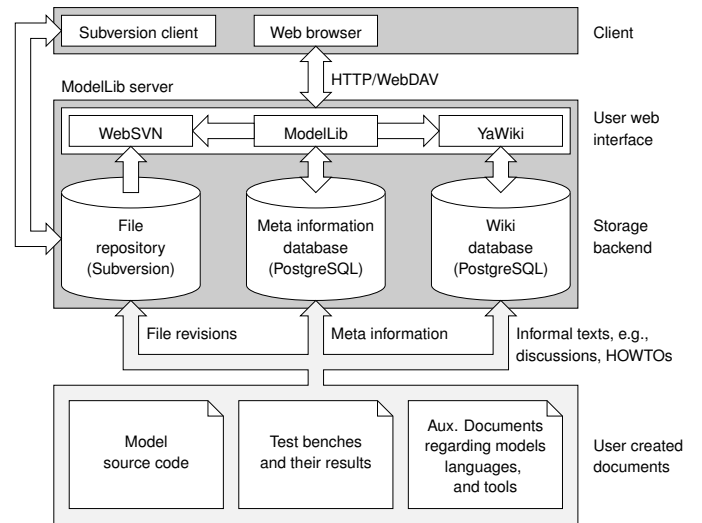 Subversion client
Web browser
Client
HTTP/WebDAV
ModelLib server
WebSVN
ModelLib
YaWiki
User web
interface
File
repository
(Subversion)
Meta information
database
(PostgreSQL)
Wiki
database
(PostgreSQL)
Storage
backend
File revisions
Meta information
Informal texts, e.g.,
discussions, HOWTOs
Model
source code
Test benches
and their results
Aux. Documents
regarding models
languages,
and tools
User created
documents